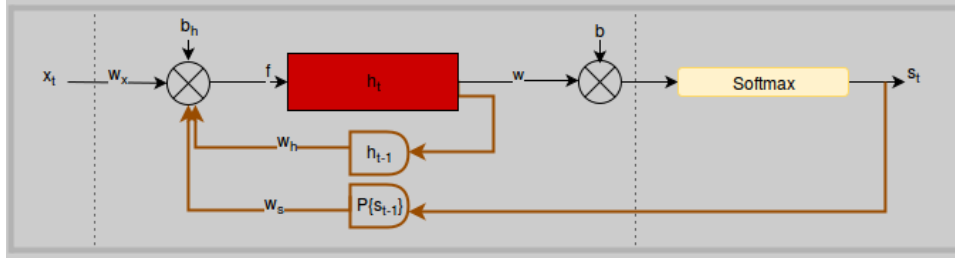 b_h
b
x_t
w_x
f
h_t
w
Softmax
s_t
w_h
h_{t-1}
w_s
P{s_{t-1}}